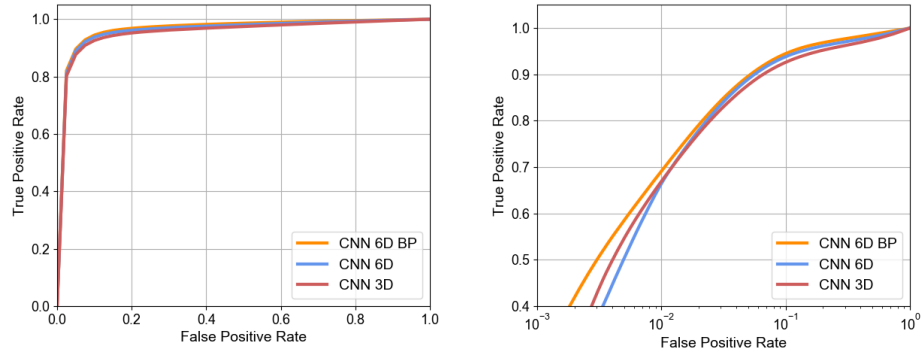 1.0
0.8
0.6
0.4
0.2
0.0
True Positive Rate
0.0 0.2 0.4 0.6 0.8 1.0
False Positive Rate
CNN 6D BP
CNN 6D
CNN 3D
1.0
0.9
0.8
0.7
0.6
0.5
0.4
True Positive Rate
10⁻³ 10⁻² 10⁻¹ 10⁰
False Positive Rate
CNN 6D BP
CNN 6D
CNN 3D